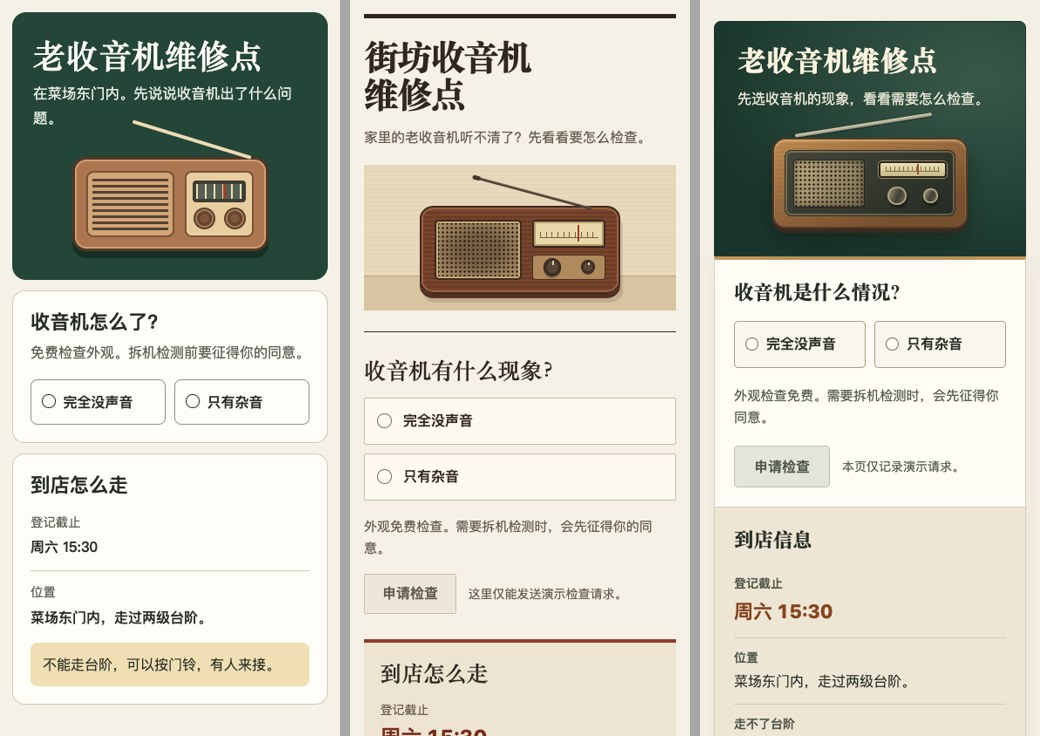 老收音机维修点
在菜场东门内。先说说收音机出了什么问
题。
收音机怎么了?
免费检查外观。拆机检测前要征得你的同意。
完全没声音
只有杂音
到店怎么走
登记截止
周六 15:30
位置
菜场东门内，走过两级台阶。
不能走台阶，可以按门铃，有人来接。
街坊收音机
维修点
家里的老收音机听不清了？先看看要怎么检查。
收音机有什么现象?
完全没声音
只有杂音
外观免费检查。需要拆机检测时，会先征得你的同
意。
申请检查
这里仅能发送演示检查请求。
到店怎么走
登记截止
周六 15:30
老收音机维修点
先选收音机的现象，看看需要怎么检查。
收音机是什么情况?
完全没声音
只有杂音
外观检查免费。需要拆机检测时，会先征得你
同意。
申请检查
本页仅记录演示请求。
到店信息
登记截止
周六 15:30
位置
菜场东门内，走过两级台阶。
走不了台阶